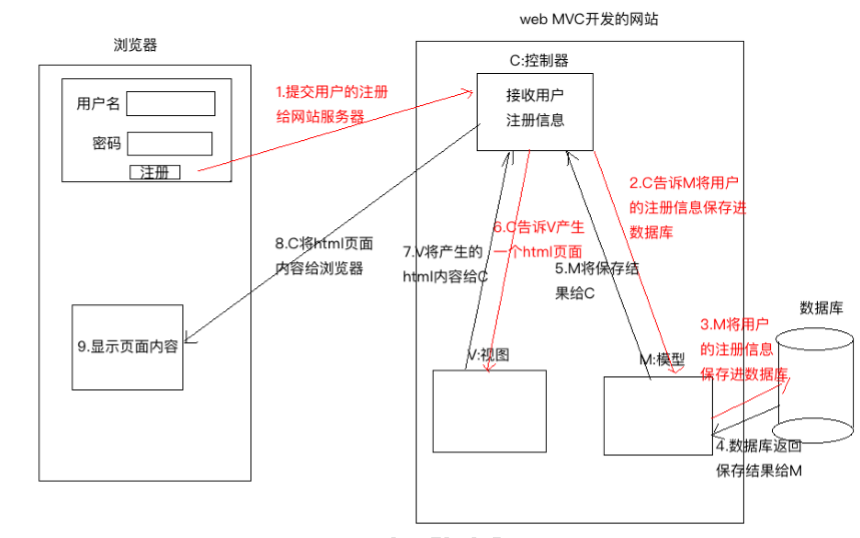 web MVC开发的网站
浏览器
C:控制器
用户名
密码
注册
1.提交用户的注册
给网站服务器
接收用户
注册信息
2.C告诉M将用户
的注册信息保存进
数据库
6.C告诉V产生
一个html页面
8.C将html页面
内容给浏览器
7.V将产生的
html内容给C
5.M将保存结
果给C
数据库
3.M将用户
的注册信息
保存进数据库
9.显示页面内容
V:视图
M:模型
4.数据库返回
保存结果给M